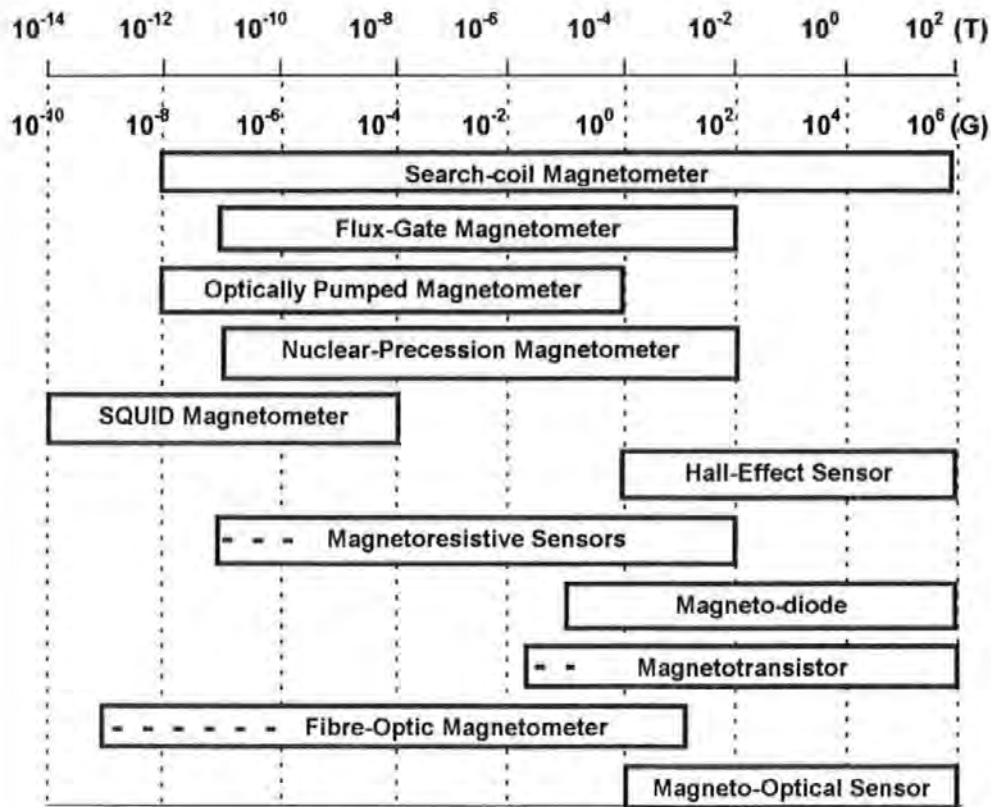 10⁻¹⁴ 10⁻¹² 10⁻¹⁰ 10⁻⁸ 10⁻⁶ 10⁻⁴ 10⁻² 10⁰ 10² (T)
10⁻¹⁰ 10⁻⁸ 10⁻⁶ 10⁻⁴ 10⁻² 10⁰ 10² 10⁴ 10⁶ (G)
Search-coil Magnetometer
Flux-Gate Magnetometer
Optically Pumped Magnetometer
Nuclear-Precession Magnetometer
SQUID Magnetometer
Hall-Effect Sensor
Magnetoresistive Sensors
Magneto-diode
Magnetotransistor
Fibre-Optic Magnetometer
Magneto-Optical Sensor